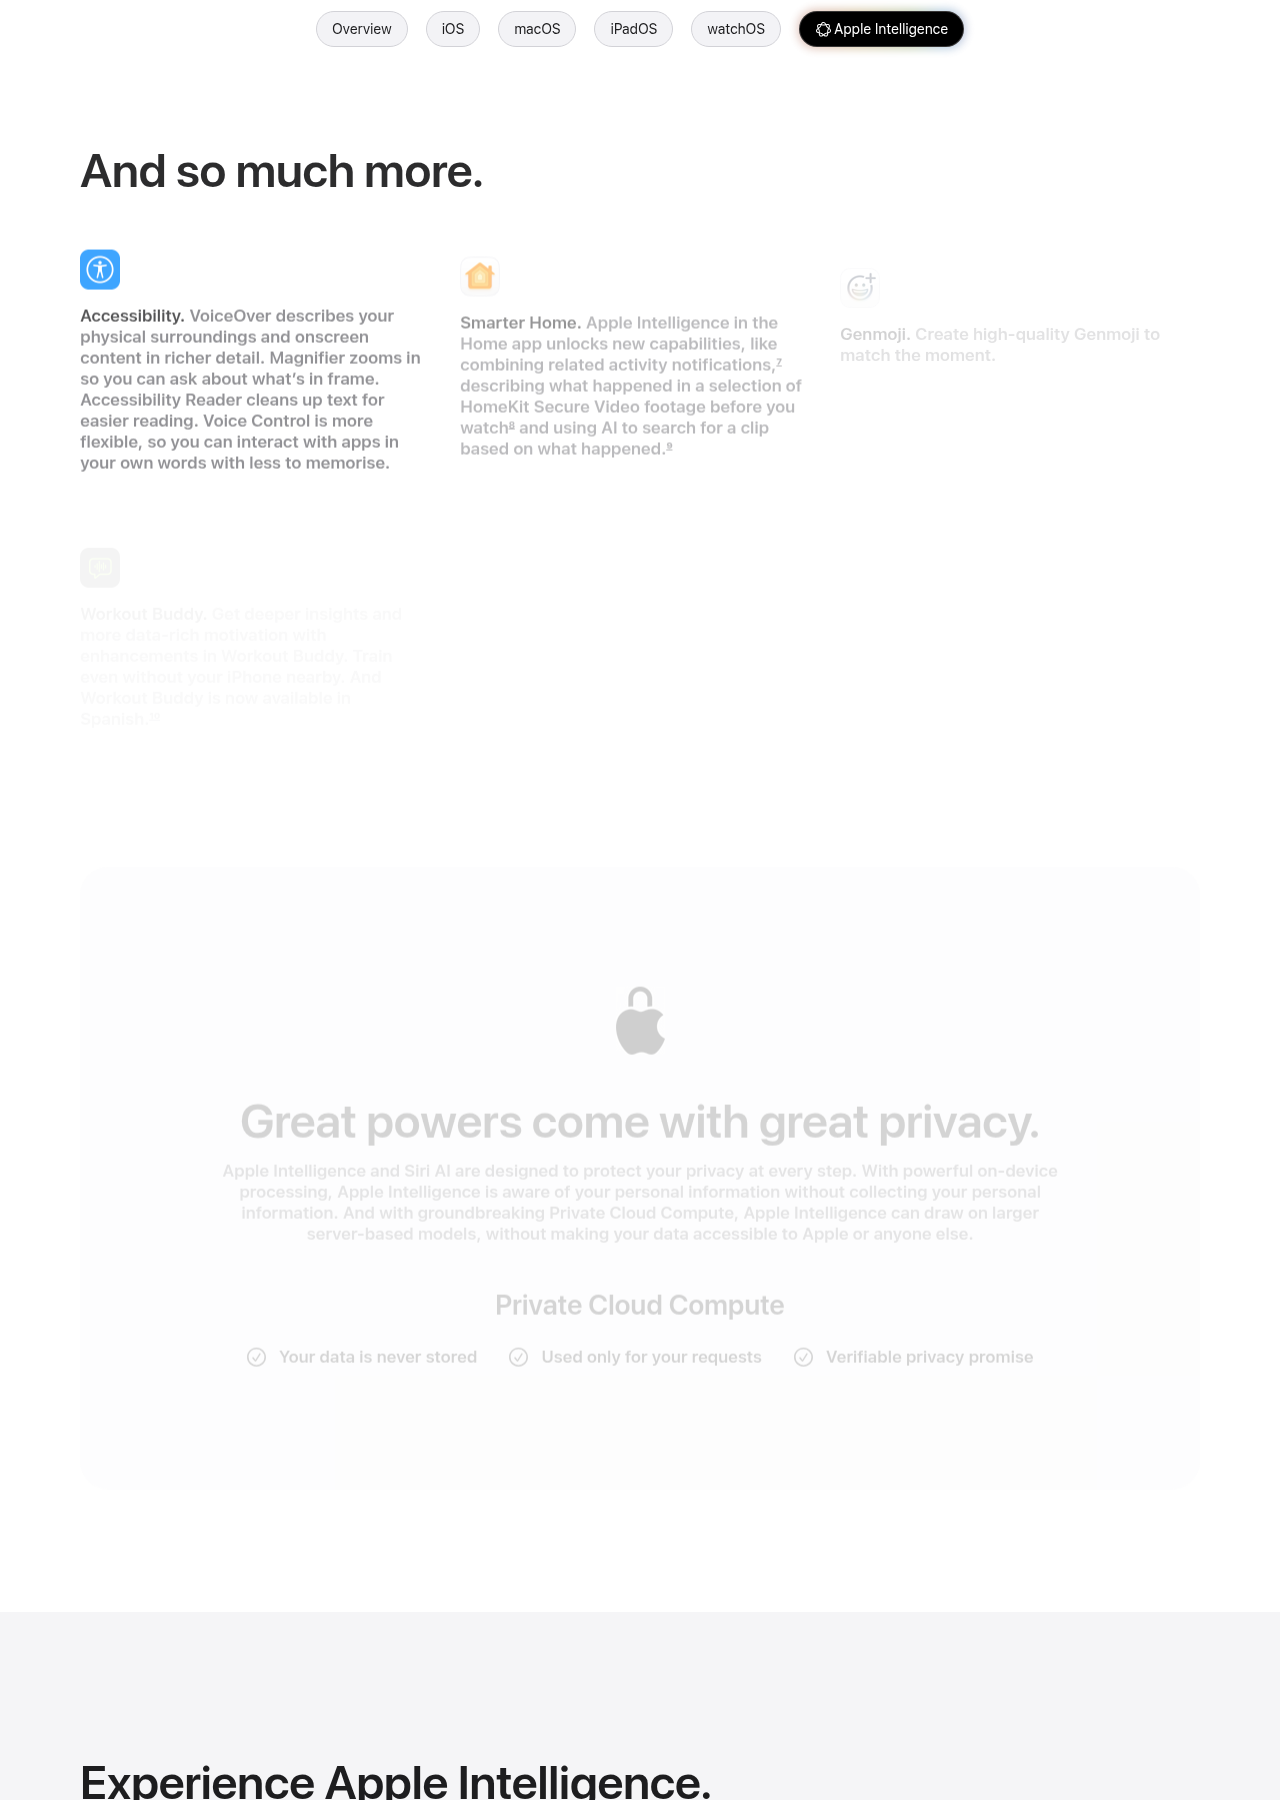 Overview iOS macOS iPadOS watchOS Apple Intelligence
And so much more.
Accessibility. VoiceOver describes your
physical surroundings and onscreen
content in richer detail. Magnifier zooms in
so you can ask about what's in frame.
Accessibility Reader cleans up text for
easier reading. Voice Control is more
flexible, so you can interact with apps in
your own words with less to memorise.
Smarter Home. Apple Intelligence in the
Home app unlocks new capabilities, like
combining related activity notifications,⁷
describing what happened in a selection of
HomeKit Secure Video footage before you
watch⁸ and using AI to search for a clip
based on what happened.⁹
Genmoji. Create high-quality Genmoji to
match the moment.
Workout Buddy. Get deeper insights and
more data-rich motivation with
enhancements in Workout Buddy. Train
even without your iPhone nearby. And
Workout Buddy is now available in
Spanish.¹⁰
Great powers come with great privacy.
Apple Intelligence and Siri AI are designed to protect your privacy at every step. With powerful on-device
processing, Apple Intelligence is aware of your personal information without collecting your personal
information. And with groundbreaking Private Cloud Compute, Apple Intelligence can draw on larger
server-based models, without making your data accessible to Apple or anyone else.
Private Cloud Compute
Your data is never stored Used only for your requests Verifiable privacy promise
Experience Apple Intelligence.